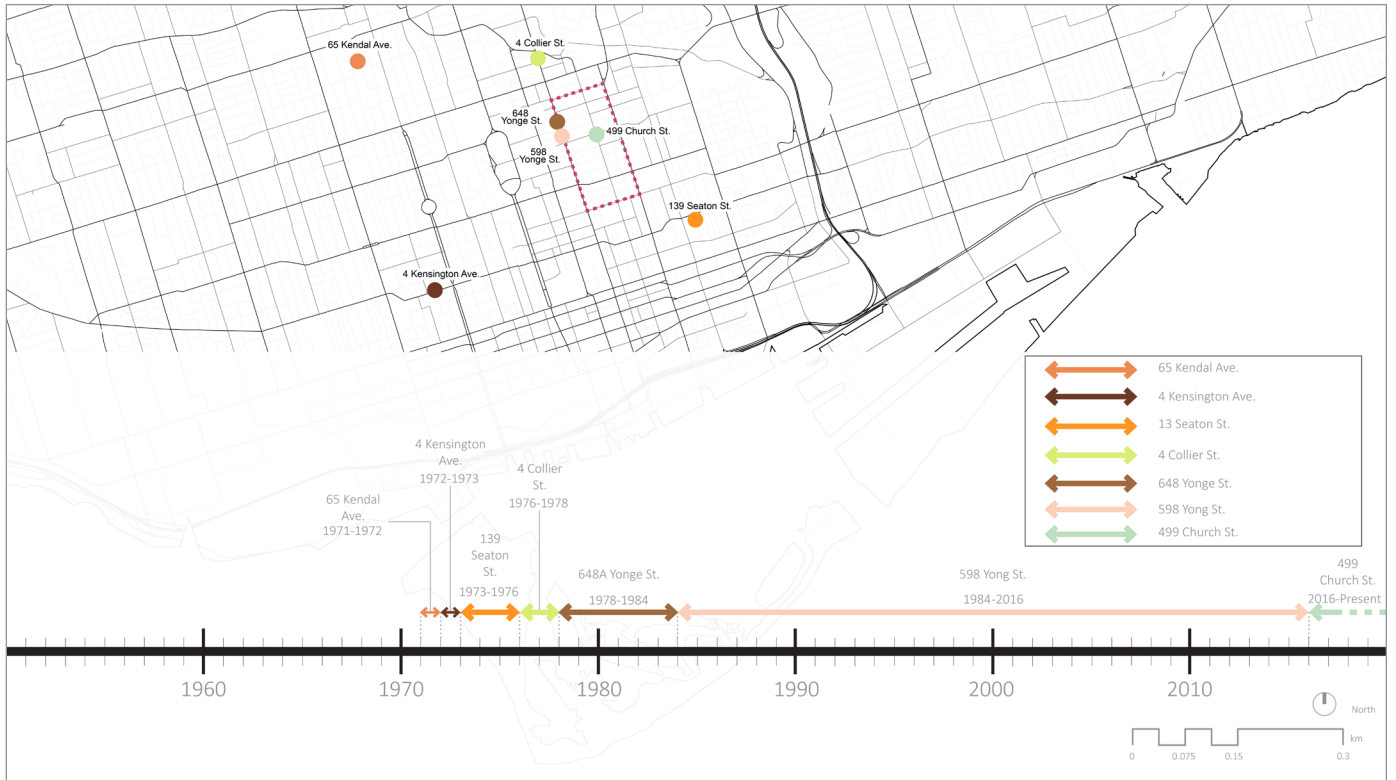 65 Kendal Ave.
4 Collier St.
648
Yonge St.
499 Church St.
598
Yonge St.
139 Seaton St.
4 Kensington Ave.
65 Kendal Ave.
4 Kensington Ave.
13 Seaton St.
4 Collier St.
648 Yonge St.
598 Yong St.
499 Church St.
4 Kensington
Ave.
1972-1973
65 Kendal
Ave.
1971-1972
4 Collier
St.
1976-1978
139
Seaton
St.
1973-1976
648A Yonge St.
1978-1984
598 Yong St.
1984-2016
499
Church St.
2016-Present
1960
1970
1980
1990
2000
2010
North
km
0
0.075
0.15
0.3